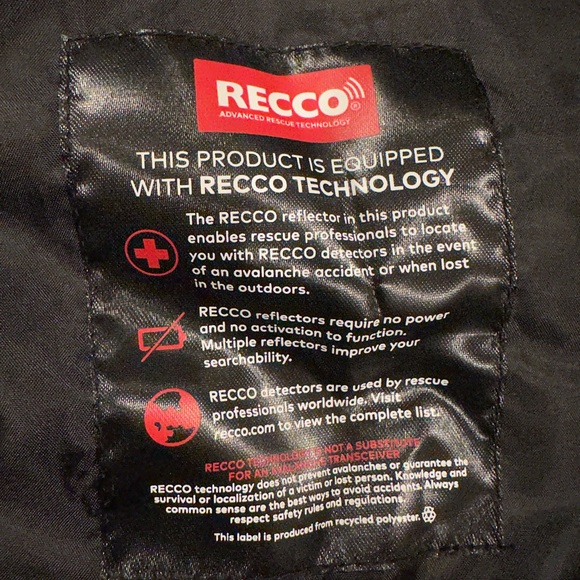 RECCO®
ADVANCED RESCUE TECHNOLOGY
THIS PRODUCT IS EQUIPPED
WITH RECCO TECHNOLOGY
The RECCO reflector in this product
enables rescue professionals to locate
you with RECCO detectors in the event
of an avalanche accident or when lost
in the outdoors.
RECCO reflectors require no power
and no activation to function.
Multiple reflectors improve your
searchability.
RECCO detectors are used by rescue
professionals worldwide. Visit
recco.com to view the complete list.
RECCO TECHNOLOGY IS NOT A SUBSTITUTE
FOR AN AVALANCHE TRANSCEIVER
RECCO technology does not prevent avalanches or guarantee the
survival or localization of a victim or lost person. Knowledge and
common sense are the best ways to avoid accidents. Always
respect safety rules and regulations.
This label is produced from recycled polyester.